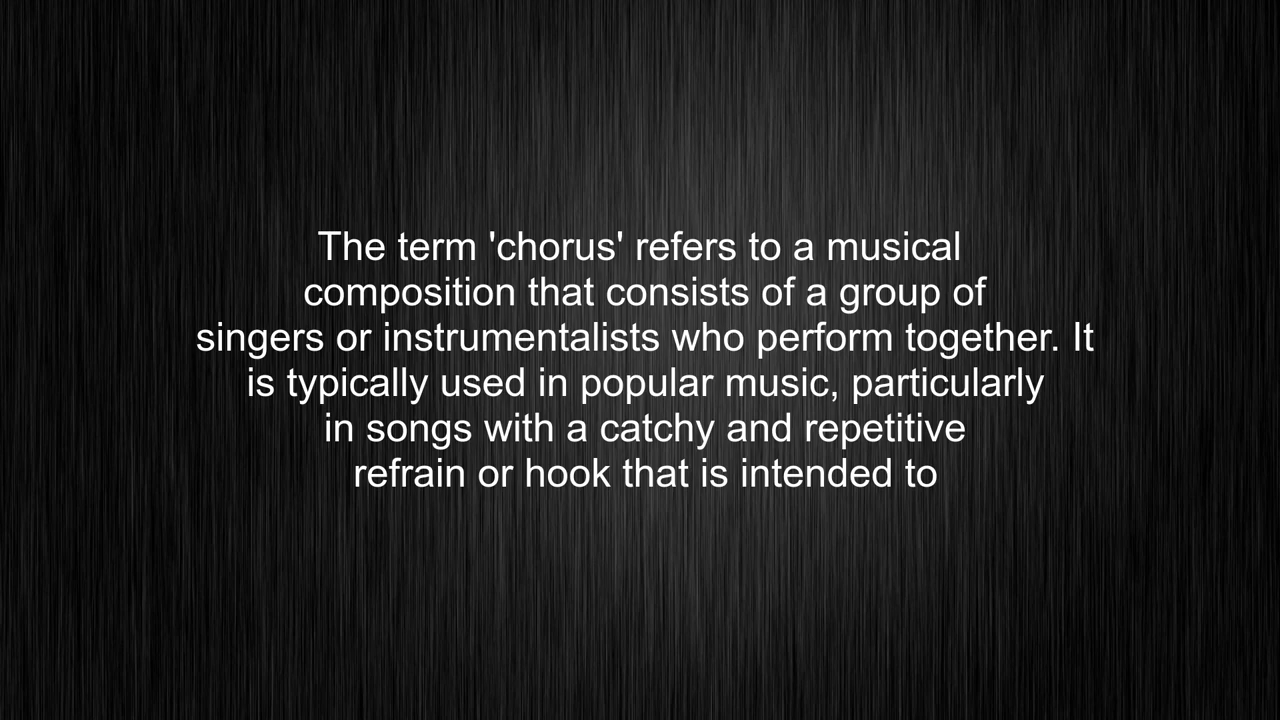 The term 'chorus' refers to a musical
composition that consists of a group of
singers or instrumentalists who perform together. It
is typically used in popular music, particularly
in songs with a catchy and repetitive
refrain or hook that is intended to